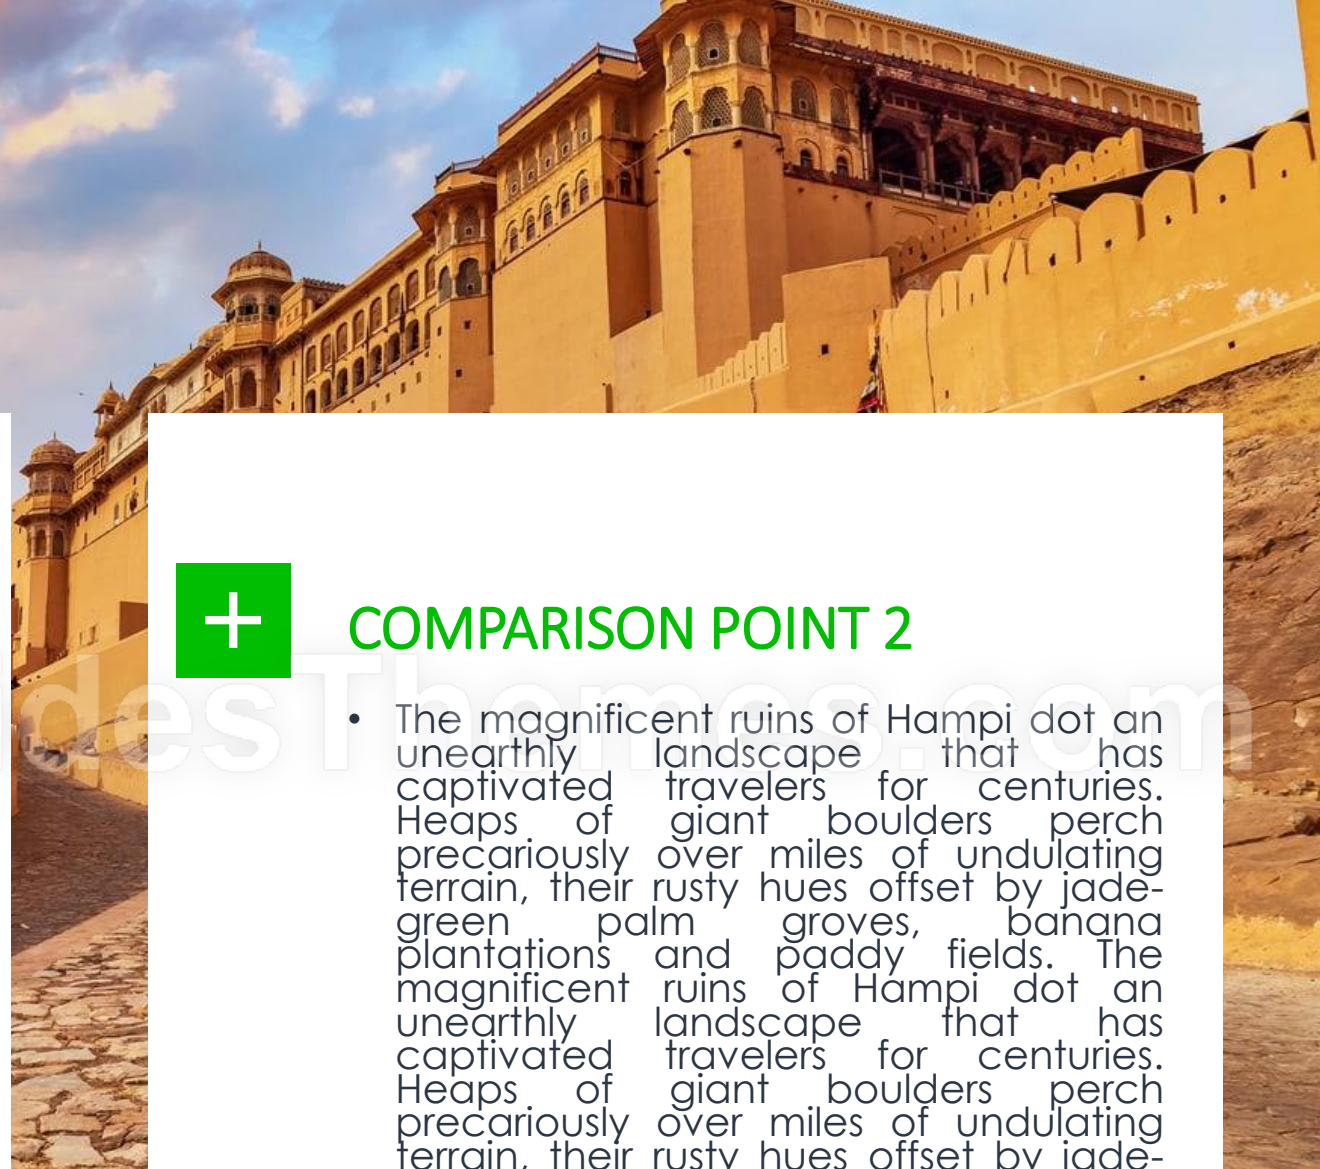 +
COMPARISON POINT 2
desThemes.com
• The magnificent ruins of Hampi dot an
unearthly landscape that has
captivated travelers for centuries.
Heaps of giant boulders perch
precariously over miles of undulating
terrain, their rusty hues offset by jade-
green palm groves, banana
plantations and paddy fields. The
magnificent ruins of Hampi dot an
unearthly landscape that has
captivated travelers for centuries.
Heaps of giant boulders perch
precariously over miles of undulating
terrain, their rusty hues offset by jade-